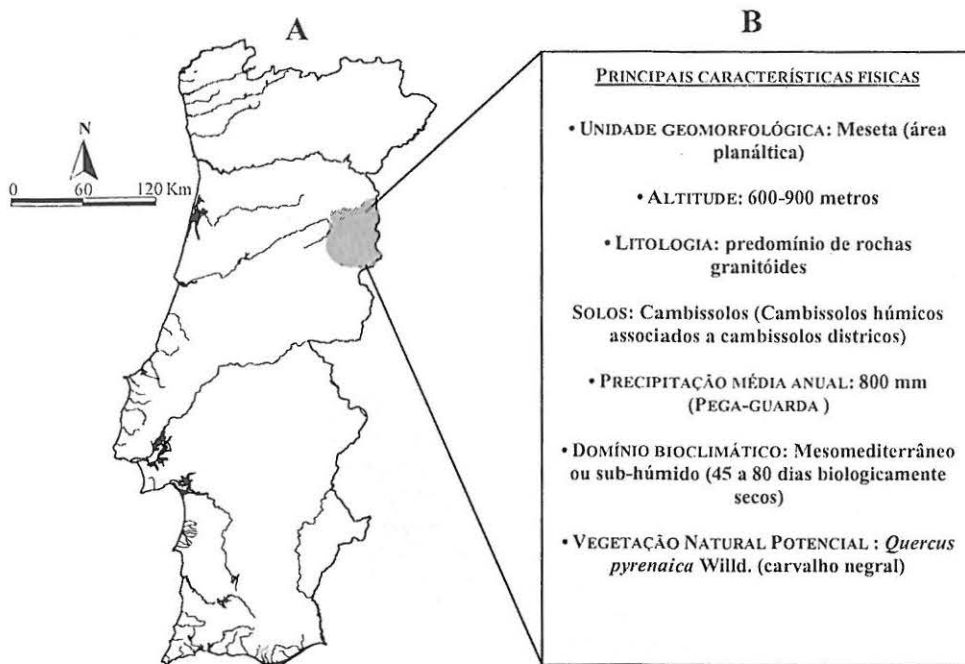 A
B
N
0 60 120 Km
PRINCIPAIS CARACTERÍSTICAS FISICAS
• UNIDADE GEOMORFOLÓGICA: Meseta (área
planáltica)
• ALTITUDE: 600-900 metros
• LITOLOGIA: predomínio de rochas
granitóides
SOLOS: Cambissolos (Cambissolos húmicos
associados a cambissolos districos)
• PRECIPITAÇÃO MÉDIA ANUAL: 800 mm
(PEGA-GUARDA )
• DOMÍNIO BIOCLIMÁTICO: Mesomediterrâneo
ou sub-húmido (45 a 80 dias biologicamente
secos)
• VEGETAÇÃO NATURAL POTENCIAL : Quercus
pyrenaica Willd. (carvalho negral)